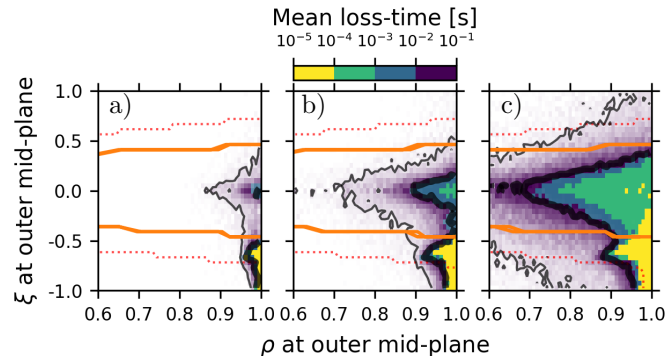 Mean loss-time [s]
10⁻⁵ 10⁻⁴ 10⁻³ 10⁻² 10⁻¹
a) b) c)
1.0
0.5
0.0
-0.5
-1.0
0.6 0.7 0.8 0.9 1.0 0.6 0.7 0.8 0.9 1.0 0.6 0.7 0.8 0.9 1.0
ξ at outer mid-plane
ρ at outer mid-plane